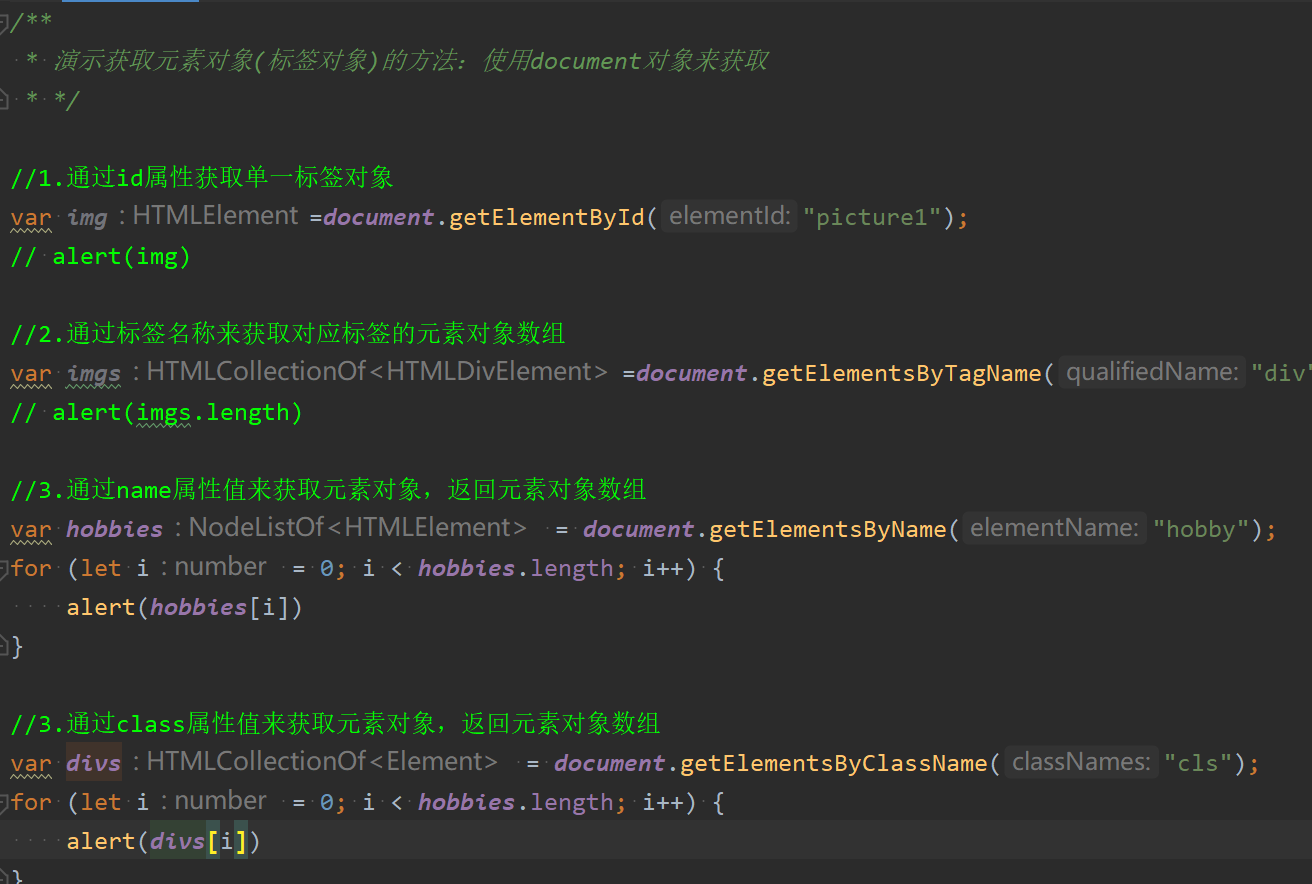 /**
 * 演示获取元素对象(标签对象)的方法：使用document对象来获取
 * */
//1.通过id属性获取单一标签对象
var img : HTMLElement =document.getElementById( elementId: "picture1");
// alert(img)
//2.通过标签名称来获取对应标签的元素对象数组
var imgs : HTMLCollectionOf<HTMLDivElement> =document.getElementsByTagName( qualifiedName: "div"
// alert(imgs.length)
//3.通过name属性值来获取元素对象，返回元素对象数组
var hobbies : NodeListOf<HTMLElement> = document.getElementsByName( elementName: "hobby");
for (let i : number = 0; i < hobbies.length; i++) {
    alert(hobbies[i])
}
//3.通过class属性值来获取元素对象，返回元素对象数组
var divs : HTMLCollectionOf<Element> = document.getElementsByClassName( classNames: "cls");
for (let i : number = 0; i < hobbies.length; i++) {
    alert(divs[i])
}